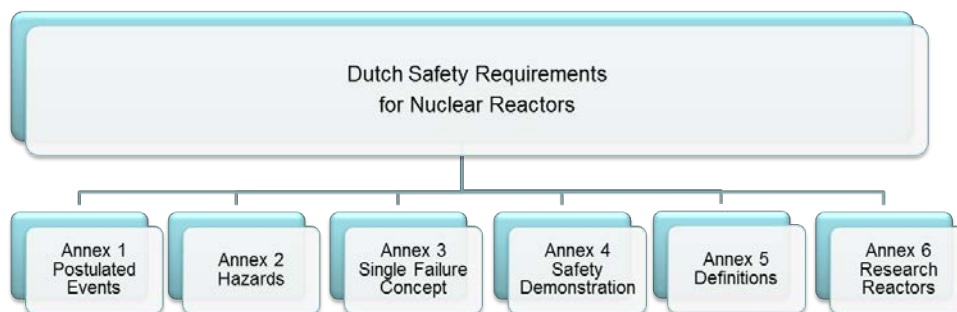 Dutch Safety Requirements
for Nuclear Reactors
Annex 1
Postulated
Events
Annex 2
Hazards
Annex 3
Single Failure
Concept
Annex 4
Safety
Demonstration
Annex 5
Definitions
Annex 6
Research
Reactors